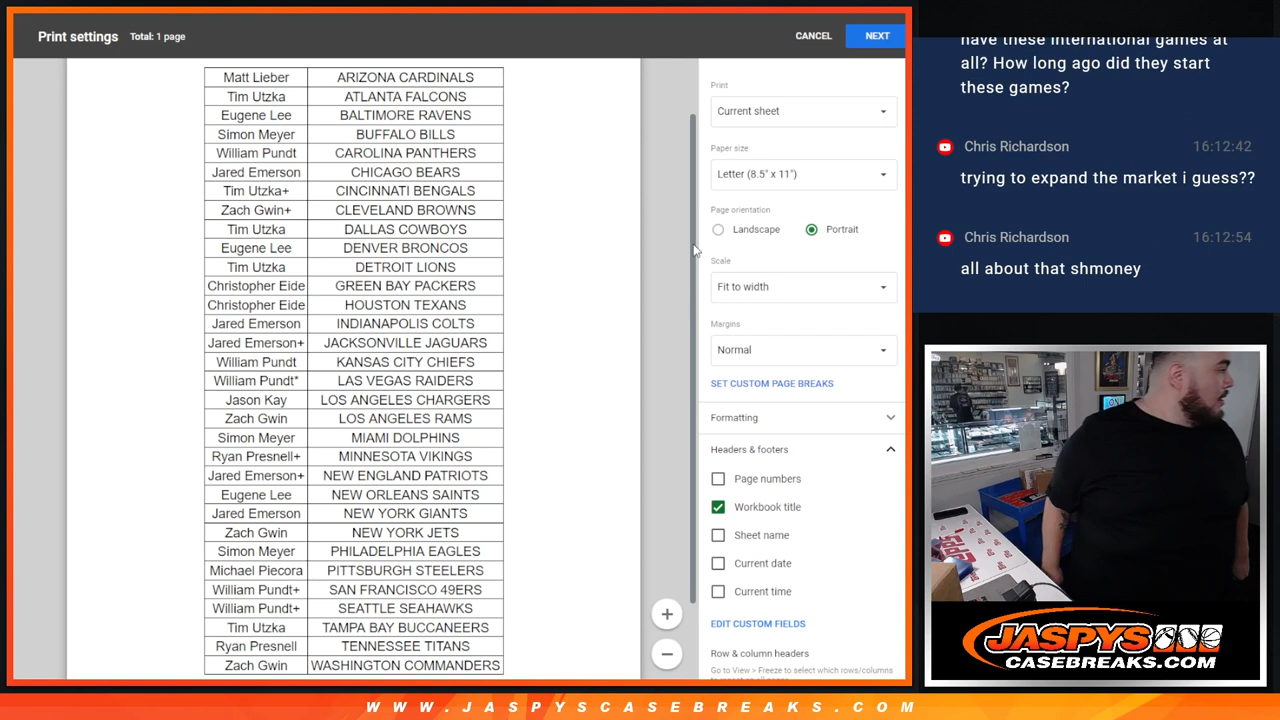 Print settings Total: 1 page CANCEL NEXT
Matt Lieber ARIZONA CARDINALS
Tim Utzka ATLANTA FALCONS
Eugene Lee BALTIMORE RAVENS
Simon Meyer BUFFALO BILLS
William Pundt CAROLINA PANTHERS
Jared Emerson CHICAGO BEARS
Tim Utzka+ CINCINNATI BENGALS
Zach Gwin+ CLEVELAND BROWNS
Tim Utzka DALLAS COWBOYS
Eugene Lee DENVER BRONCOS
Tim Utzka DETROIT LIONS
Christopher Eide GREEN BAY PACKERS
Christopher Eide HOUSTON TEXANS
Jared Emerson INDIANAPOLIS COLTS
Jared Emerson+ JACKSONVILLE JAGUARS
William Pundt KANSAS CITY CHIEFS
William Pundt* LAS VEGAS RAIDERS
Jason Kay LOS ANGELES CHARGERS
Zach Gwin LOS ANGELES RAMS
Simon Meyer MIAMI DOLPHINS
Ryan Presnell+ MINNESOTA VIKINGS
Jared Emerson+ NEW ENGLAND PATRIOTS
Eugene Lee NEW ORLEANS SAINTS
Jared Emerson NEW YORK GIANTS
Zach Gwin NEW YORK JETS
Simon Meyer PHILADELPHIA EAGLES
Michael Piecora PITTSBURGH STEELERS
William Pundt+ SAN FRANCISCO 49ERS
William Pundt+ SEATTLE SEAHAWKS
Tim Utzka TAMPA BAY BUCCANEERS
Ryan Presnell TENNESSEE TITANS
Zach Gwin WASHINGTON COMMANDERS
Print
Current sheet
Paper size
Letter (8.5" x 11")
Page orientation
Landscape Portrait
Scale
Fit to width
Margins
Normal
SET CUSTOM PAGE BREAKS
Formatting
Headers & footers
Page numbers
Workbook title
Sheet name
Current date
Current time
EDIT CUSTOM FIELDS
Row & column headers
Go to View > Freeze to select which rows/columns
have these international games at
all? How long ago did they start
these games?
Chris Richardson 16:12:42
trying to expand the market i guess??
Chris Richardson 16:12:54
all about that shmoney
JASPYS
CASEBREAKS.COM
WWW.JASPYSCASEBREAKS.COM